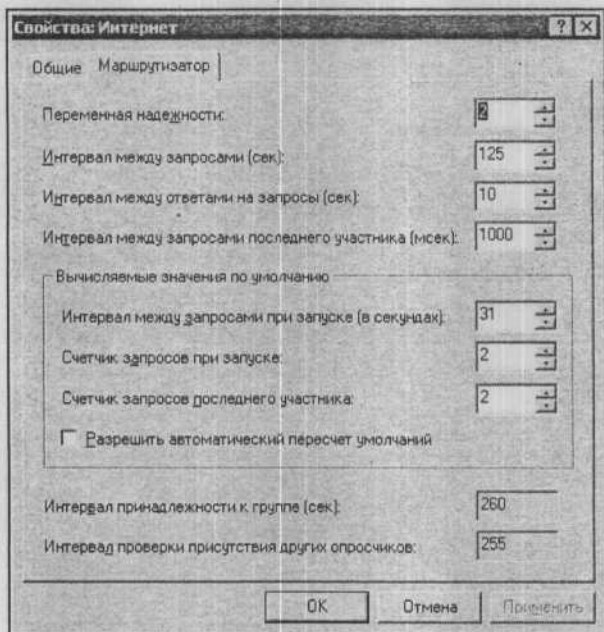 Свойства: Интернет
Общие Маршрутизатор
Переменная надежности: 2
Интервал между запросами (сек): 125
Интервал между ответами на запросы (сек): 10
Интервал между запросами последнего участника (мсек): 1000
Вычисляемые значения по умолчанию
Интервал между запросами при запуске (в секундах): 31
Счетчик запросов при запуске: 2
Счетчик запросов последнего участника: 2
Разрешить автоматический пересчет умолчаний
Интервал принадлежности к группе (сек): 260
Интервал проверки присутствия других опросчиков: 255
OK Отмена Применить